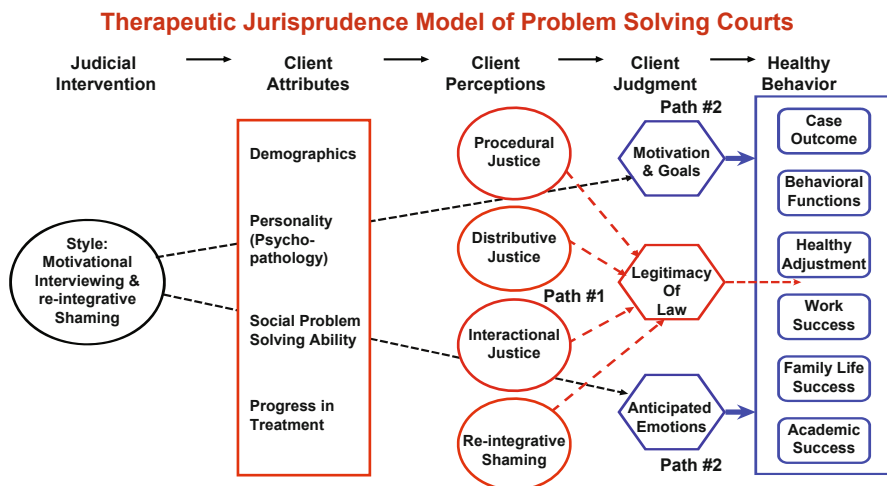 Therapeutic Jurisprudence Model of Problem Solving Courts
Judicial
Intervention
Client
Attributes
Client
Perceptions
Client
Judgment
Healthy
Behavior
Style:
Motivational
Interviewing &
re-integrative
Shaming
Demographics
Personality
(Psycho-
pathology)
Social Problem
Solving Ability
Progress in
Treatment
Procedural
Justice
Distributive
Justice
Path #1
Interactional
Justice
Re-integrative
Shaming
Path #2
Motivation
& Goals
Legitimacy
Of
Law
Anticipated
Emotions
Path #2
Case
Outcome
Behavioral
Functions
Healthy
Adjustment
Work
Success
Family Life
Success
Academic
Success